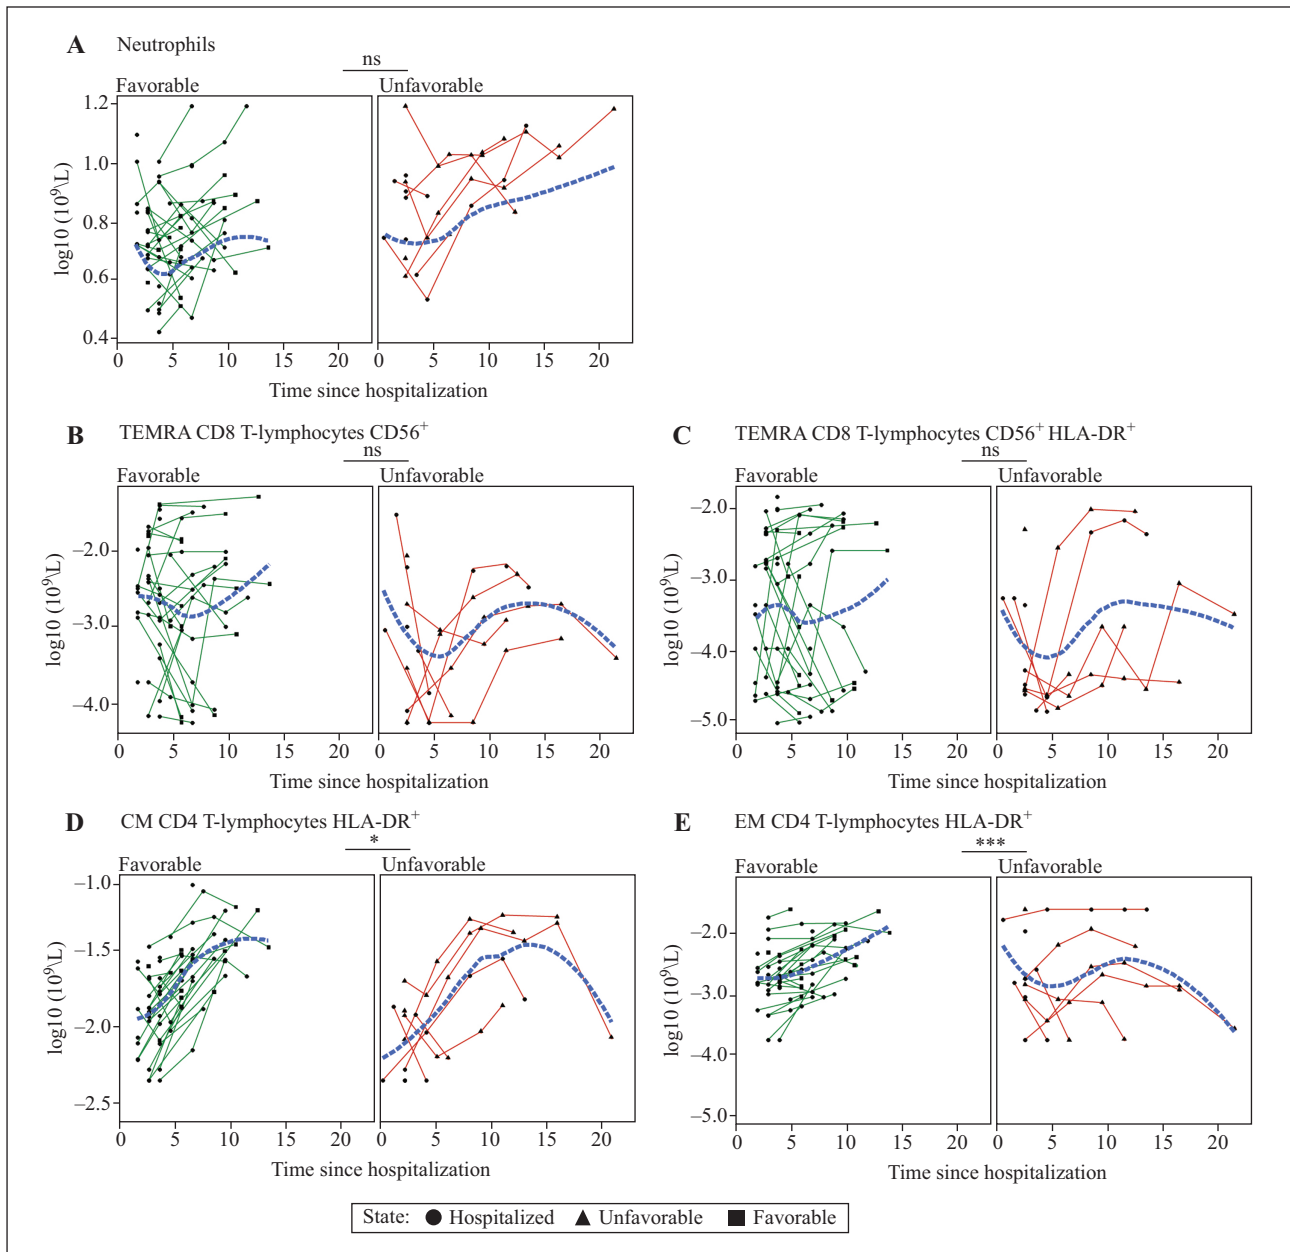 A Neutrophils
ns
Favorable Unfavorable
1.2
1.0
0.8
0.6
0.4
log10 (10⁹\L)
0 5 10 15 20 0 5 10 15 20
Time since hospitalization
B TEMRA CD8 T-lymphocytes CD56⁺
ns
Favorable Unfavorable
–2.0
–3.0
–4.0
log10 (10⁹\L)
0 5 10 15 20 0 5 10 15 20
Time since hospitalization
C TEMRA CD8 T-lymphocytes CD56⁺ HLA-DR⁺
ns
Favorable Unfavorable
–2.0
–3.0
–4.0
–5.0
log10 (10⁹\L)
0 5 10 15 20 0 5 10 15 20
Time since hospitalization
D CM CD4 T-lymphocytes HLA-DR⁺
*
Favorable Unfavorable
–1.0
–1.5
–2.0
–2.5
log10 (10⁹\L)
0 5 10 15 20 0 5 10 15 20
Time since hospitalization
E EM CD4 T-lymphocytes HLA-DR⁺
***
Favorable Unfavorable
–2.0
–3.0
–4.0
–5.0
log10 (10⁹\L)
0 5 10 15 20 0 5 10 15 20
Time since hospitalization
State: Hospitalized Unfavorable Favorable